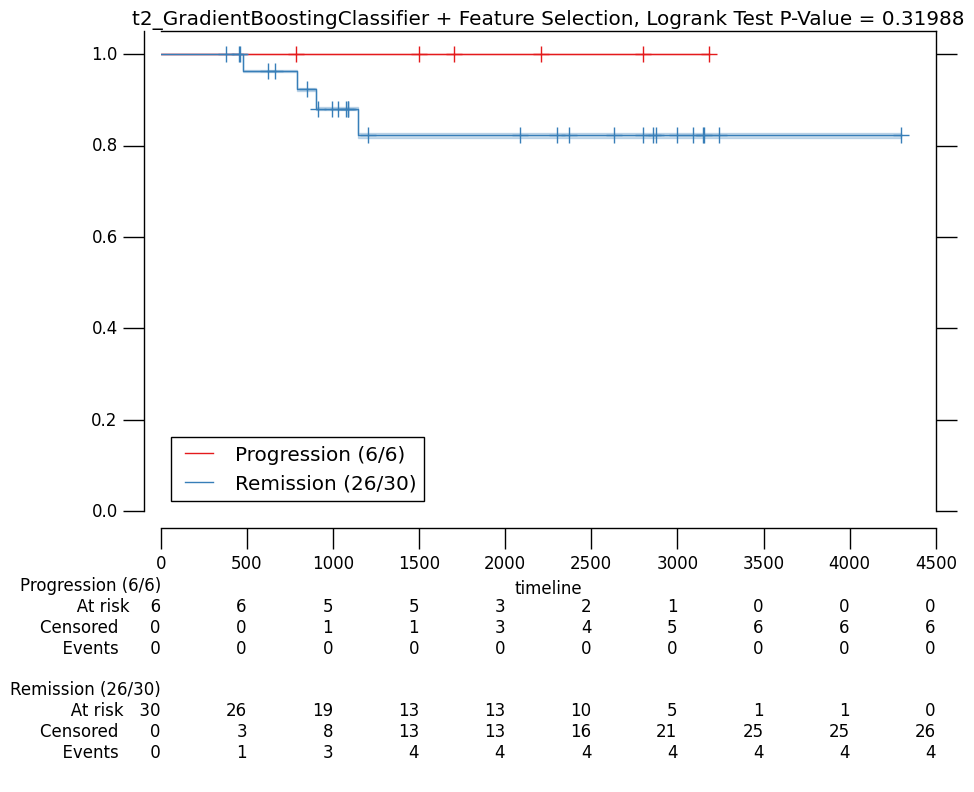 t2_GradientBoostingClassifier + Feature Selection, Logrank Test P-Value = 0.31988
1.0
0.8
0.6
0.4
0.2
0.0
Progression (6/6)
Remission (26/30)
0 500 1000 1500 2000 2500 3000 3500 4000 4500
timeline
Progression (6/6)
At risk 6 6 5 5 3 2 1 0 0 0
Censored 0 0 1 1 3 4 5 6 6 6
Events 0 0 0 0 0 0 0 0 0 0
Remission (26/30)
At risk 30 26 19 13 13 10 5 1 1 0
Censored 0 3 8 13 13 16 21 25 25 26
Events 0 1 3 4 4 4 4 4 4 4